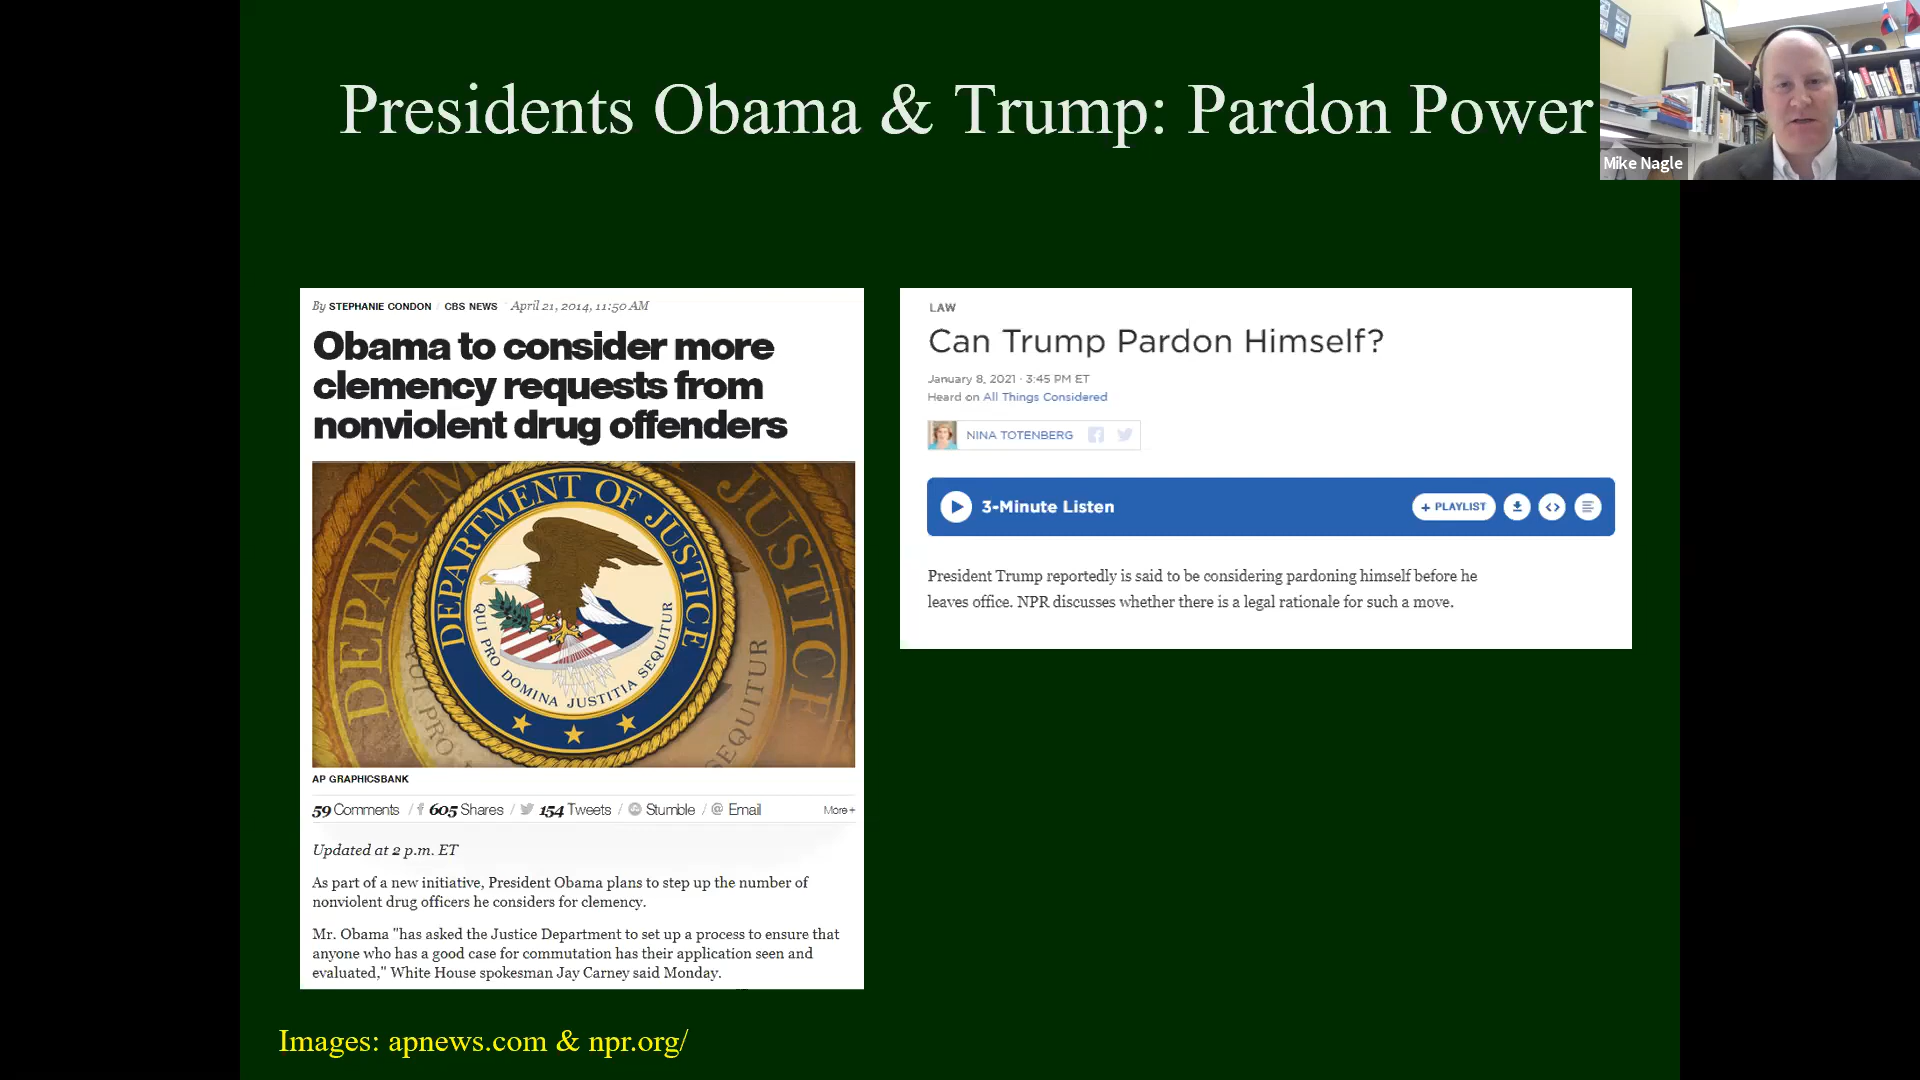 Presidents Obama & Trump: Pardon Power
Mike Nagle
By STEPHANIE CONDON / CBS NEWS / April 21, 2014, 11:50 AM
Obama to consider more
clemency requests from
nonviolent drug offenders
DEPARTMENT OF JUSTICE
QUI PRO DOMINA JUSTITIA SEQUITUR
DEPARTMENT
JUSTICE
QUI PRO
SEQUITUR
AP GRAPHICSBANK
59 Comments / f 605 Shares / 154 Tweets / Stumble / @ Email More +
Updated at 2 p.m. ET
As part of a new initiative, President Obama plans to step up the number of
nonviolent drug officers he considers for clemency.
Mr. Obama "has asked the Justice Department to set up a process to ensure that
anyone who has a good case for commutation has their application seen and
evaluated," White House spokesman Jay Carney said Monday.
LAW
Can Trump Pardon Himself?
January 8, 2021 · 3:45 PM ET
Heard on All Things Considered
NINA TOTENBERG
3-Minute Listen
+ PLAYLIST
President Trump reportedly is said to be considering pardoning himself before he
leaves office. NPR discusses whether there is a legal rationale for such a move.
Images: apnews.com & npr.org/